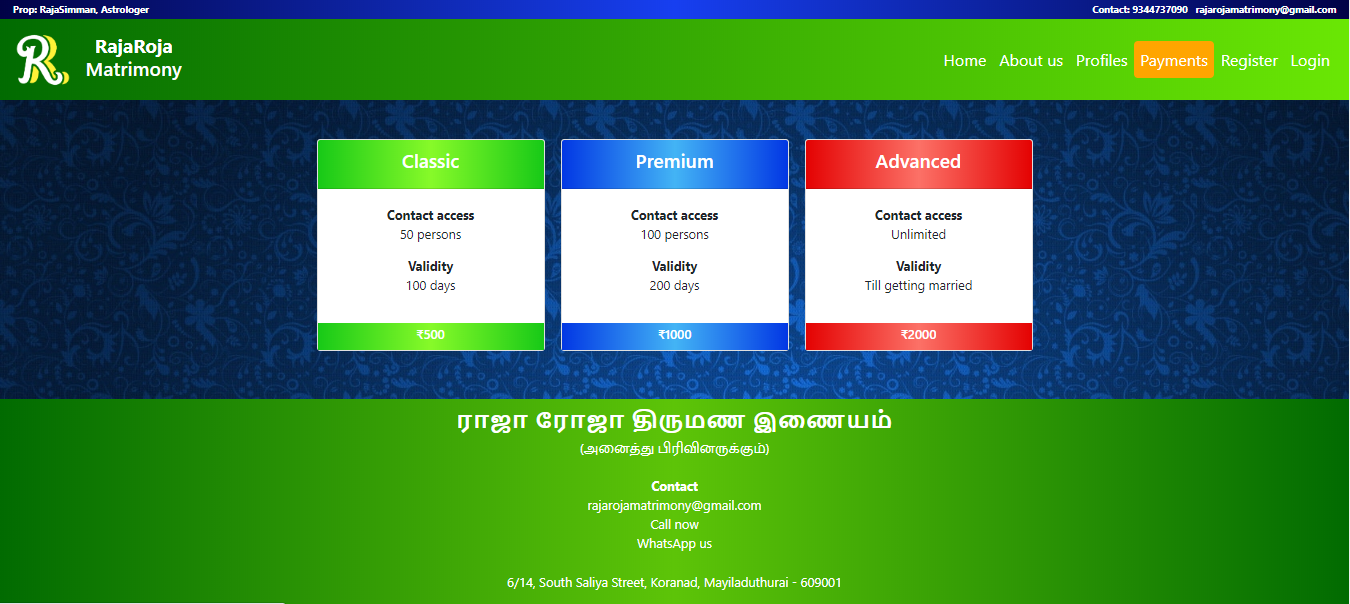 Prop: RajaSimman, Astrologer
Contact: 9344737090 rajarojamatrimony@gmail.com
R
RajaRoja
Matrimony
Home About us Profiles Payments Register Login
Classic
Contact access
50 persons
Validity
100 days
₹500
Premium
Contact access
100 persons
Validity
200 days
₹1000
Advanced
Contact access
Unlimited
Validity
Till getting married
₹2000
ராஜா ரோஜா திருமண இணையம்
(அனைத்து பிரிவினருக்கும்)
Contact
rajarojamatrimony@gmail.com
Call now
WhatsApp us
6/14, South Saliya Street, Koranad, Mayiladuthurai - 609001